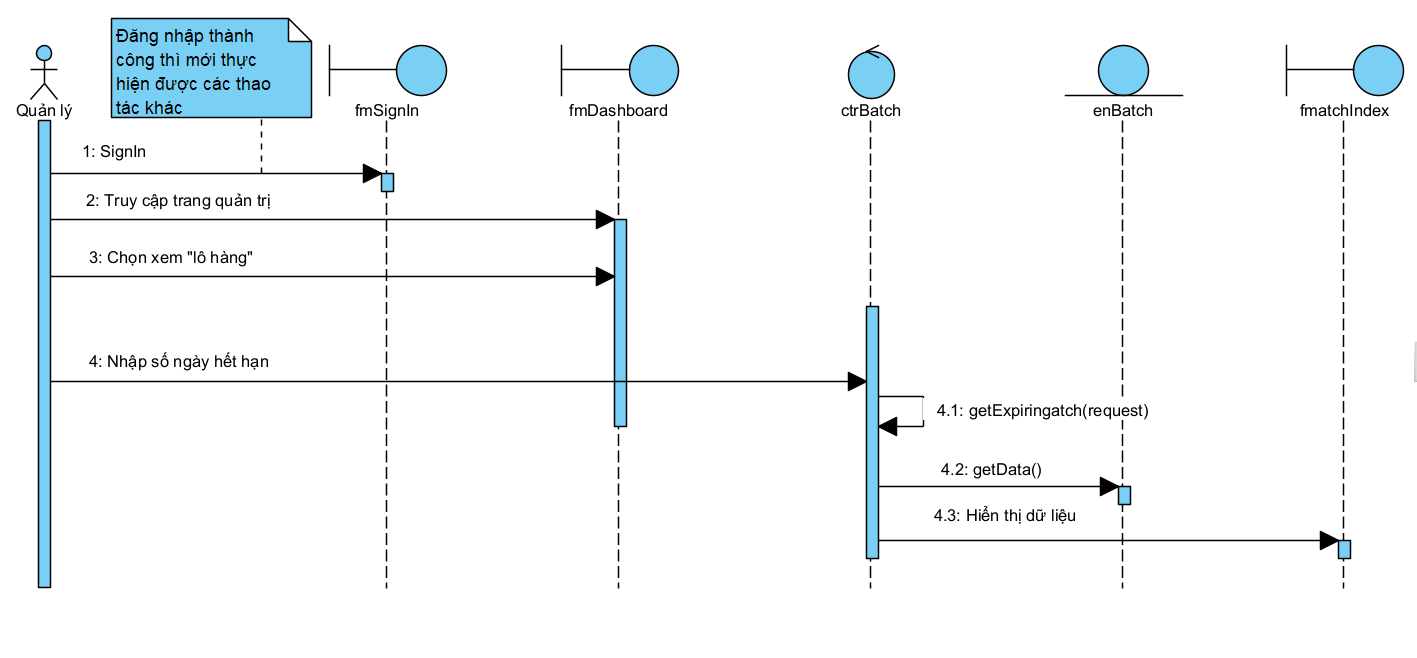 Đăng nhập thành
công thì mới thực
hiện được các thao
tác khác
Quản lý
fmSignIn
fmDashboard
ctrBatch
enBatch
fmatchIndex
1: SignIn
2: Truy cập trang quản trị
3: Chọn xem "lô hàng"
4: Nhập số ngày hết hạn
4.1: getExpiringatch(request)
4.2: getData()
4.3: Hiển thị dữ liệu